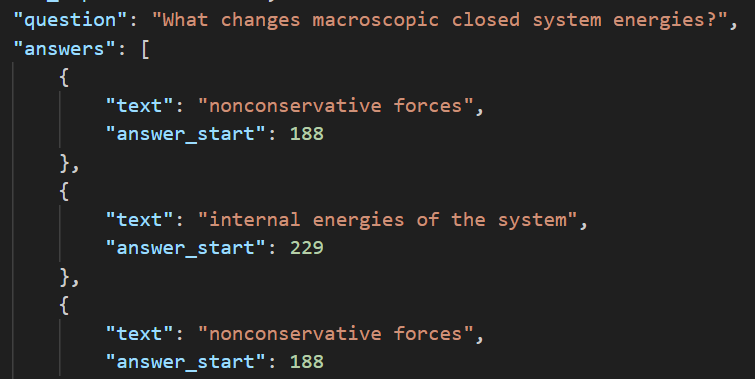 "question": "What changes macroscopic closed system energies?",
"answers": [
{
"text": "nonconservative forces",
"answer_start": 188
},
{
"text": "internal energies of the system",
"answer_start": 229
},
{
"text": "nonconservative forces",
"answer_start": 188